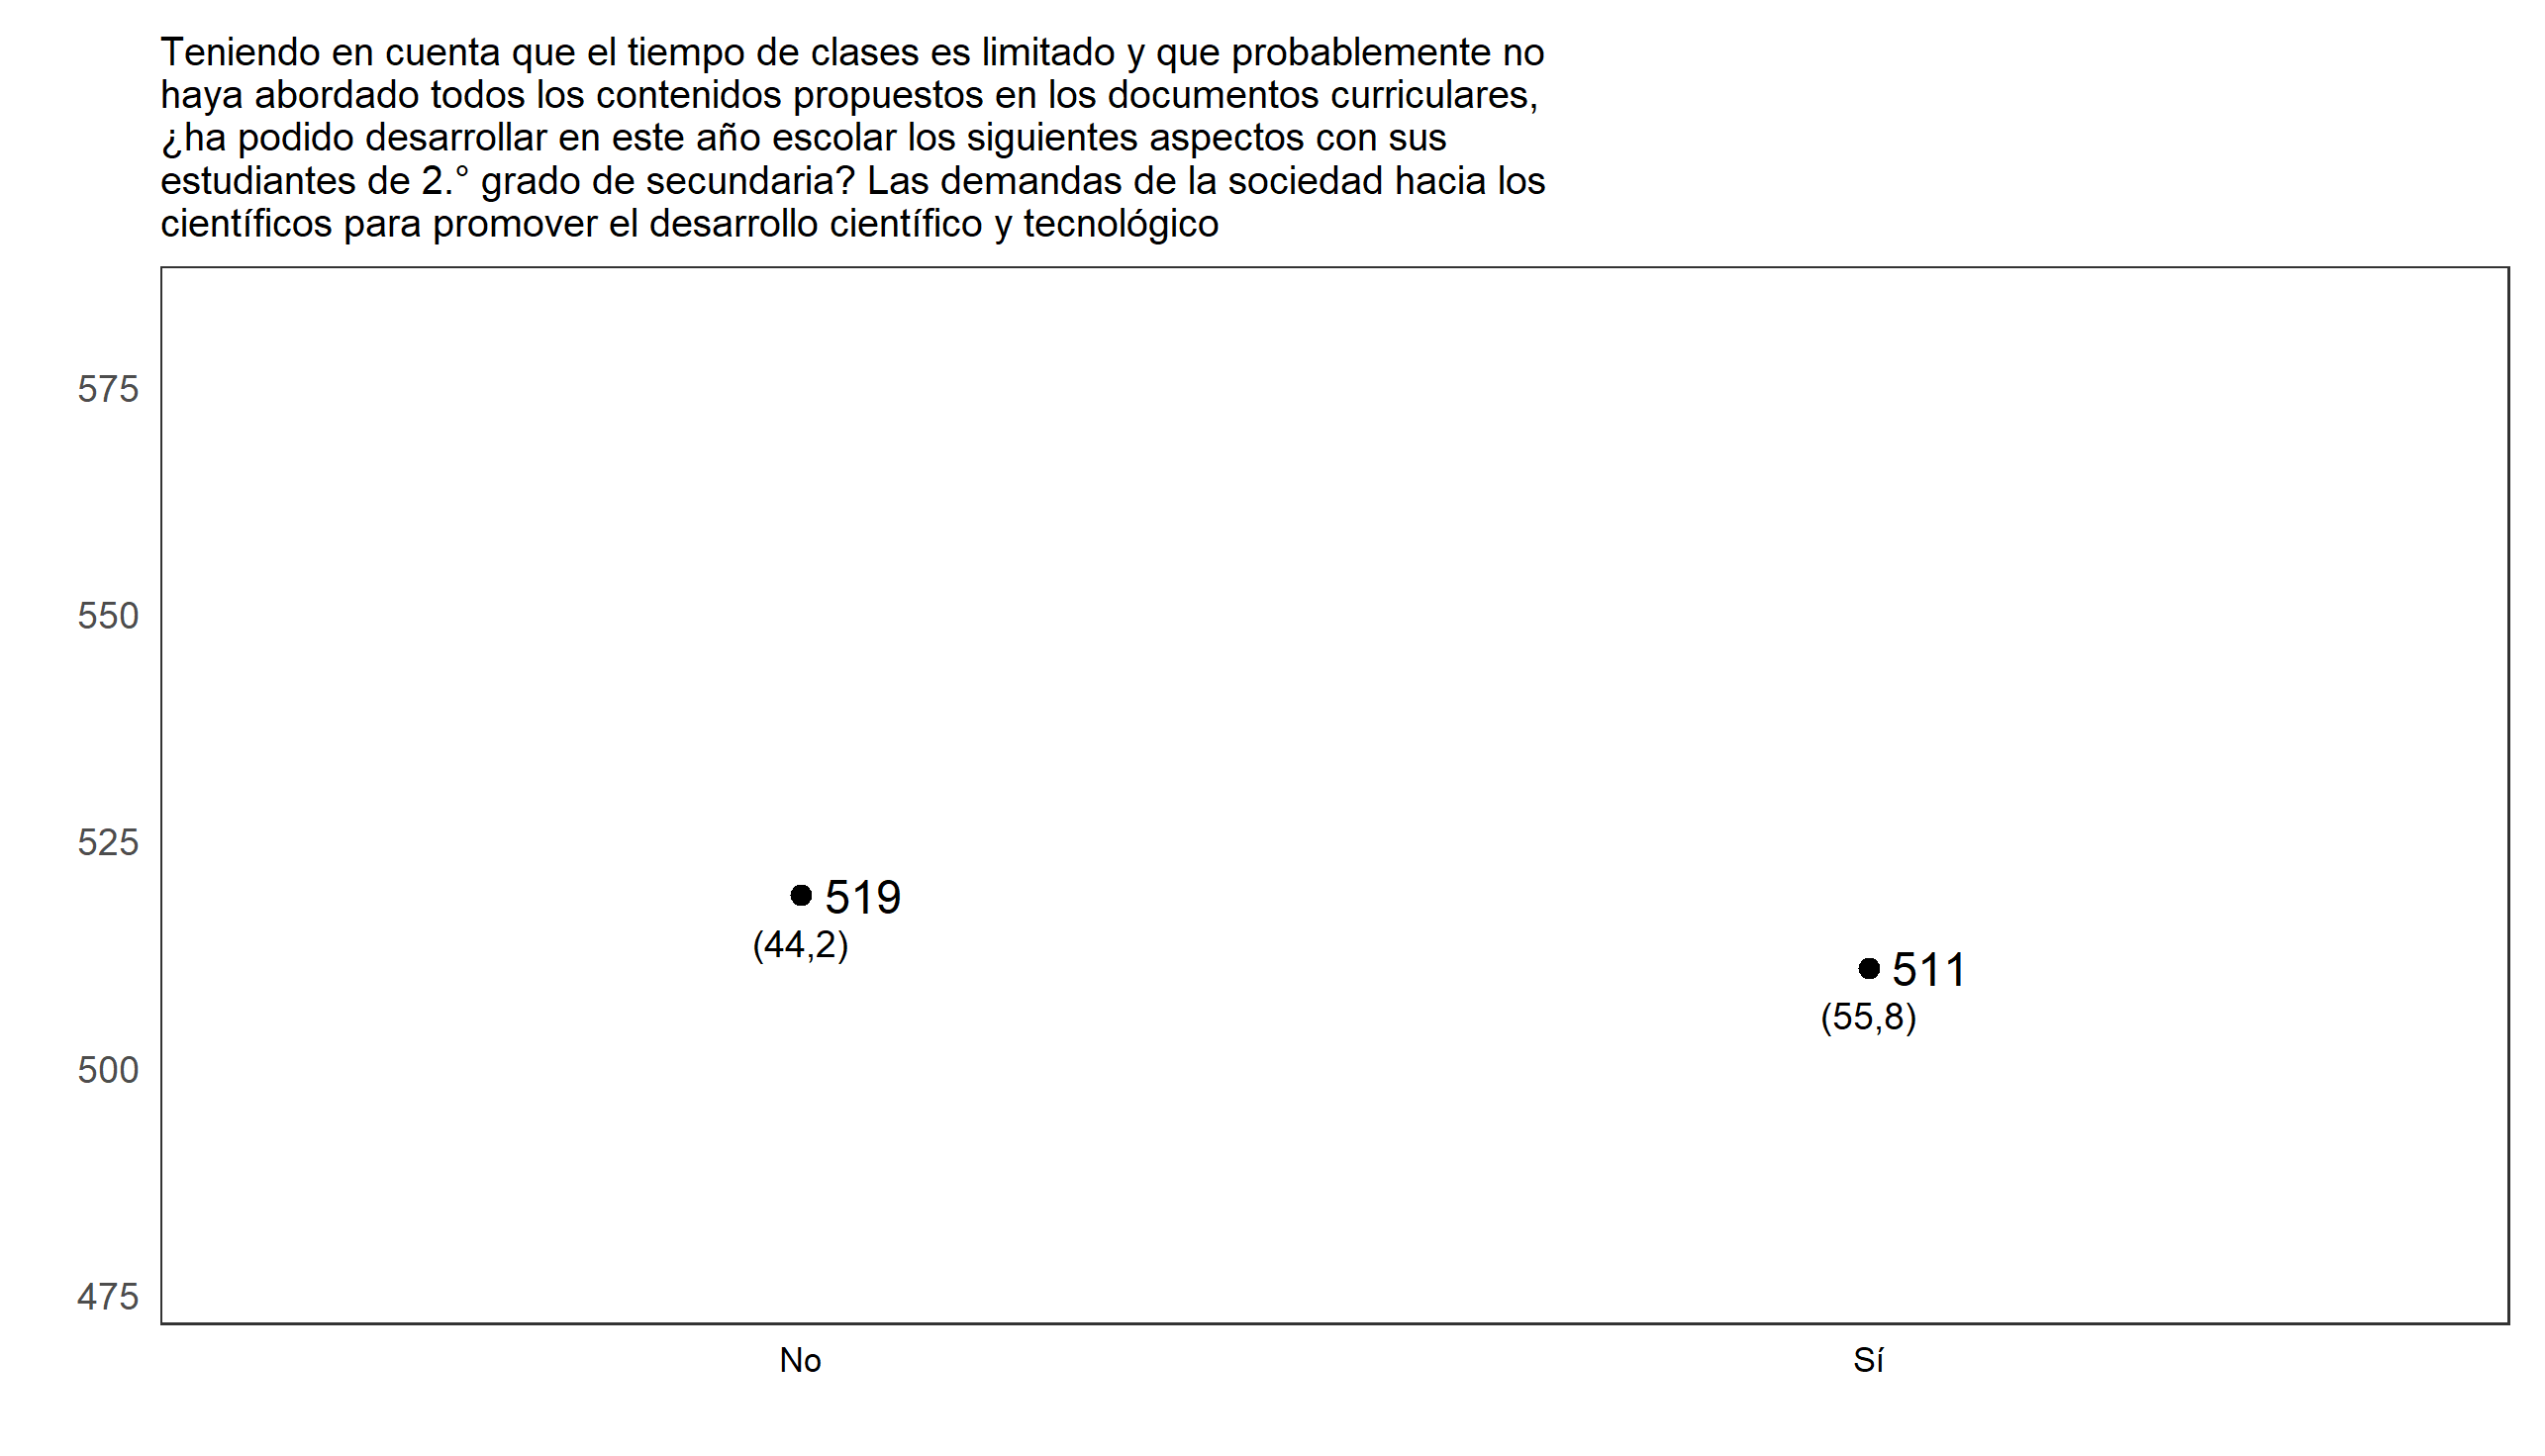 Teniendo en cuenta que el tiempo de clases es limitado y que probablemente no
haya abordado todos los contenidos propuestos en los documentos curriculares,
¿ha podido desarrollar en este año escolar los siguientes aspectos con sus
estudiantes de 2.° grado de secundaria? Las demandas de la sociedad hacia los
científicos para promover el desarrollo científico y tecnológico
575
550
525
519
(44,2)
511
(55,8)
500
475
No
Sí